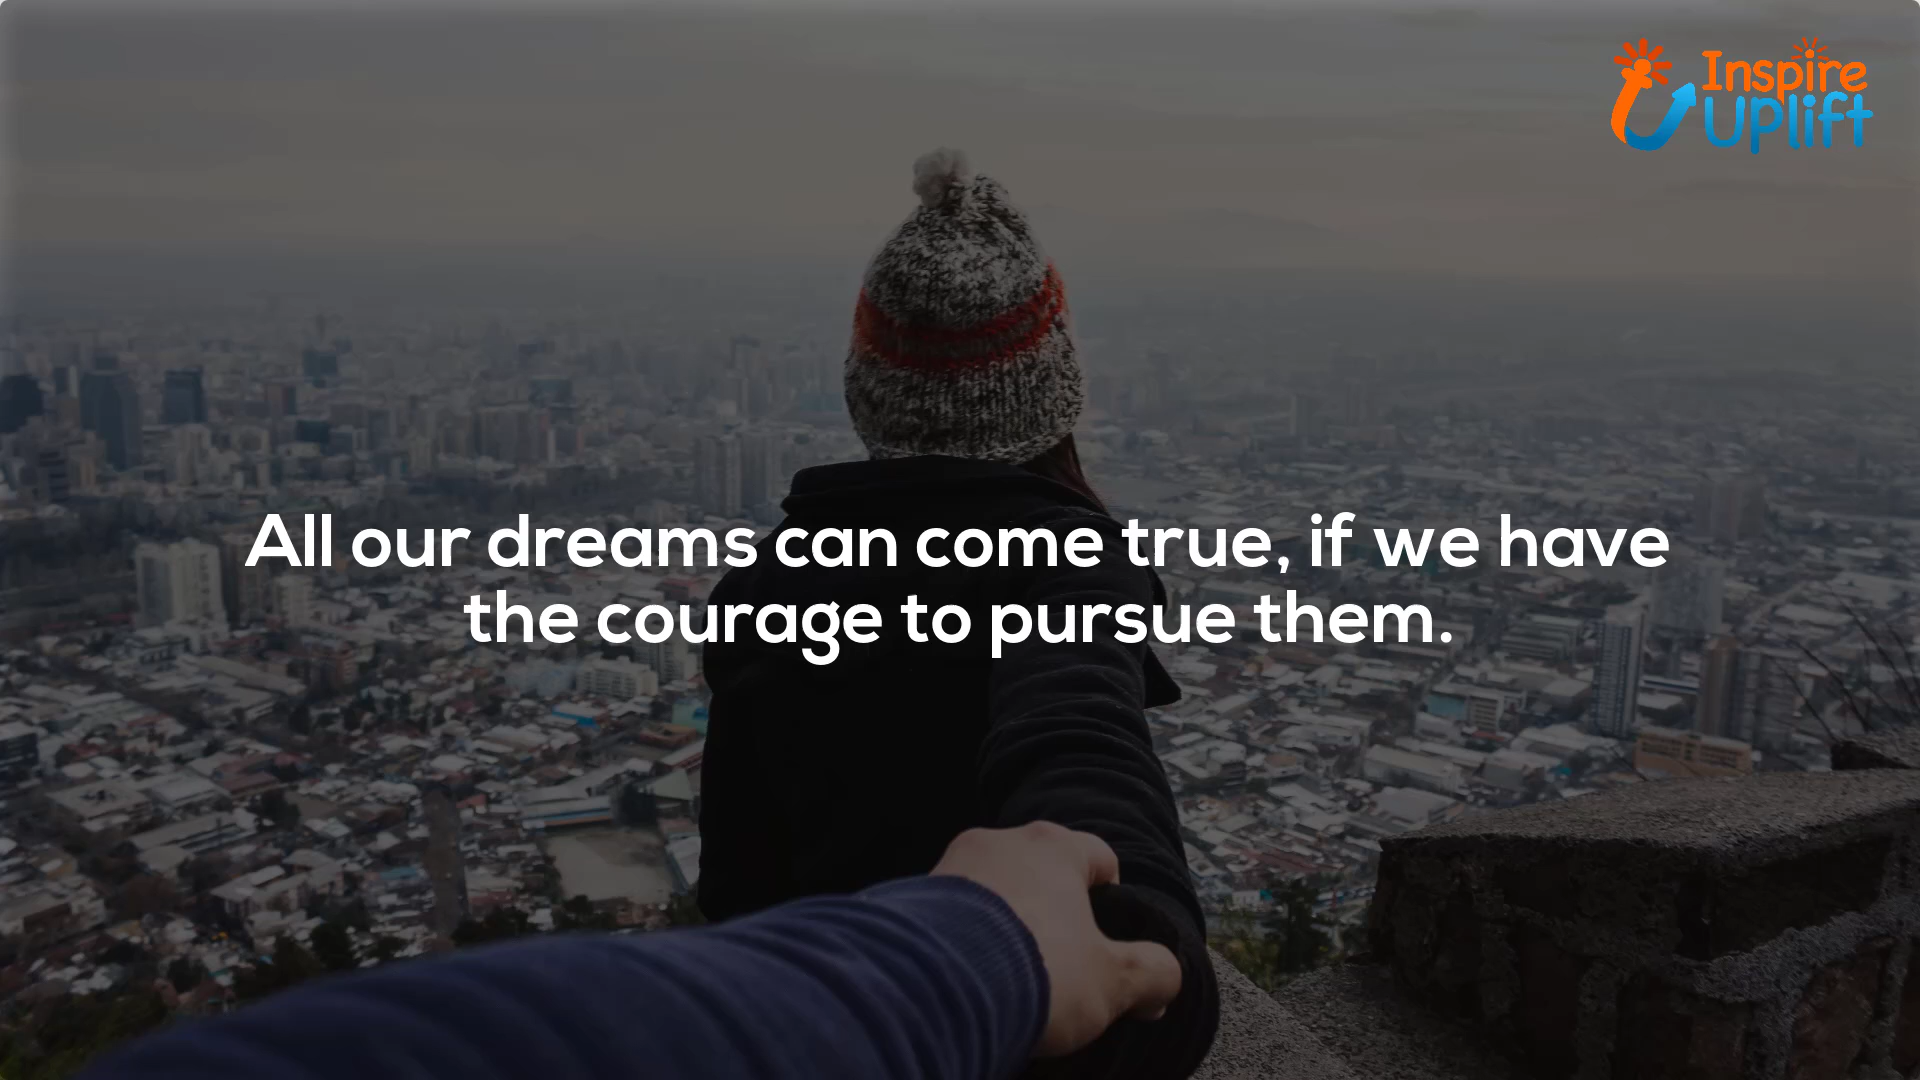 Inspire
Uplift
All our dreams can come true, if we have
the courage to pursue them.